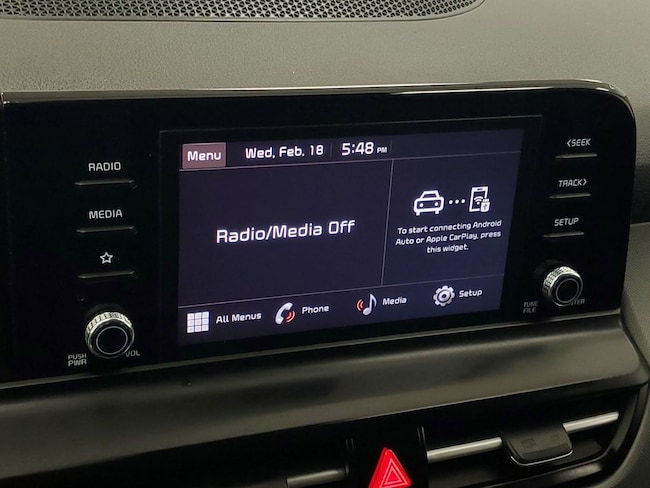 RADIO
MEDIA
PUSH
PWR
VOL
Menu
Wed, Feb. 18
5:48 PM
Radio/Media Off
To start connecting Android
Auto or Apple CarPlay, press
this widget.
All Menus
Phone
Media
Setup
<SEEK
TRACK>
SETUP
TUNE
FILE